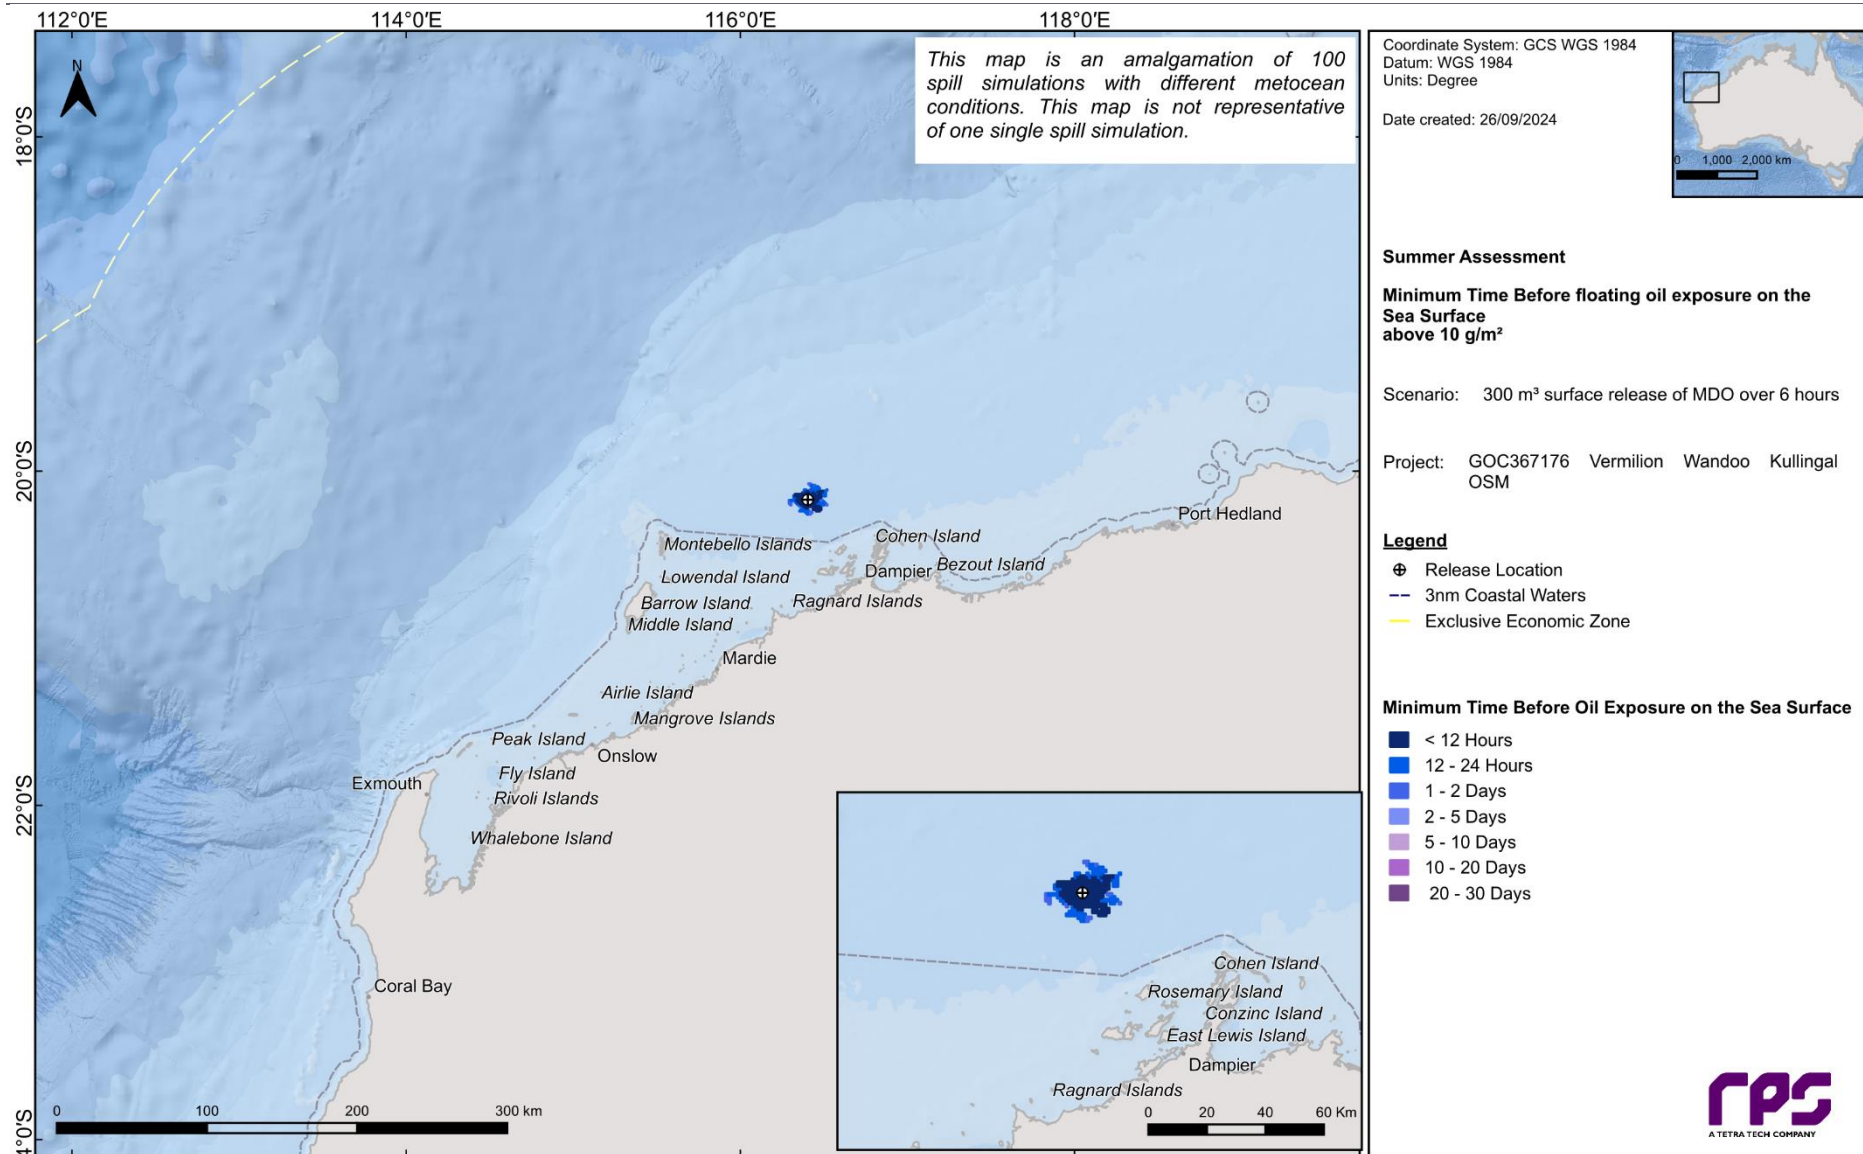 112°0'E
114°0'E
116°0'E
118°0'E
18°0'S
20°0'S
22°0'S
4°0'S
N
This map is an amalgamation of 100
spill simulations with different metocean
conditions. This map is not representative
of one single spill simulation.
Montebello Islands
Lowendal Island
Barrow Island
Middle Island
Cohen Island
Dampier
Bezout Island
Ragnard Islands
Port Hedland
Mardie
Airlie Island
Mangrove Islands
Peak Island
Onslow
Fly Island
Exmouth
Rivoli Islands
Whalebone Island
Coral Bay
0 100 200 300 km
Cohen Island
Rosemary Island
Conzinc Island
East Lewis Island
Dampier
Ragnard Islands
0 20 40 60 Km
Coordinate System: GCS WGS 1984
Datum: WGS 1984
Units: Degree
Date created: 26/09/2024
0 1,000 2,000 km
Summer Assessment
Minimum Time Before floating oil exposure on the
Sea Surface
above 10 g/m²
Scenario: 300 m³ surface release of MDO over 6 hours
Project: GOC367176 Vermilion Wandoo Kullingal
OSM
Legend
Release Location
3nm Coastal Waters
Exclusive Economic Zone
Minimum Time Before Oil Exposure on the Sea Surface
< 12 Hours
12 - 24 Hours
1 - 2 Days
2 - 5 Days
5 - 10 Days
10 - 20 Days
20 - 30 Days
rps
A TETRA TECH COMPANY